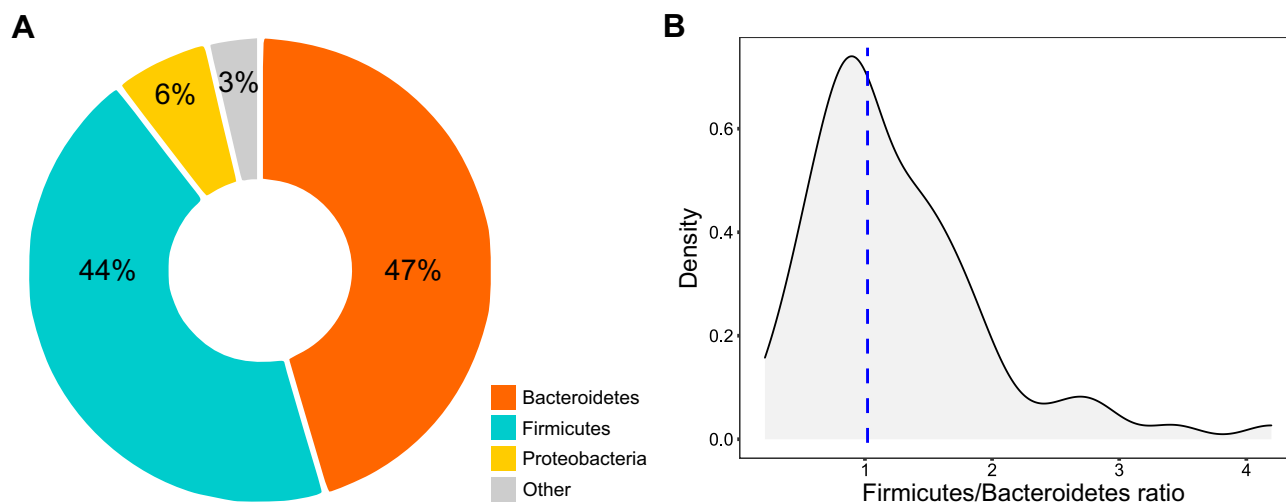 A
3%
6%
44%
47%
Bacteroidetes
Firmicutes
Proteobacteria
Other
B
Density
0.6
0.4
0.2
0.0
1 2 3 4
Firmicutes/Bacteroidetes ratio